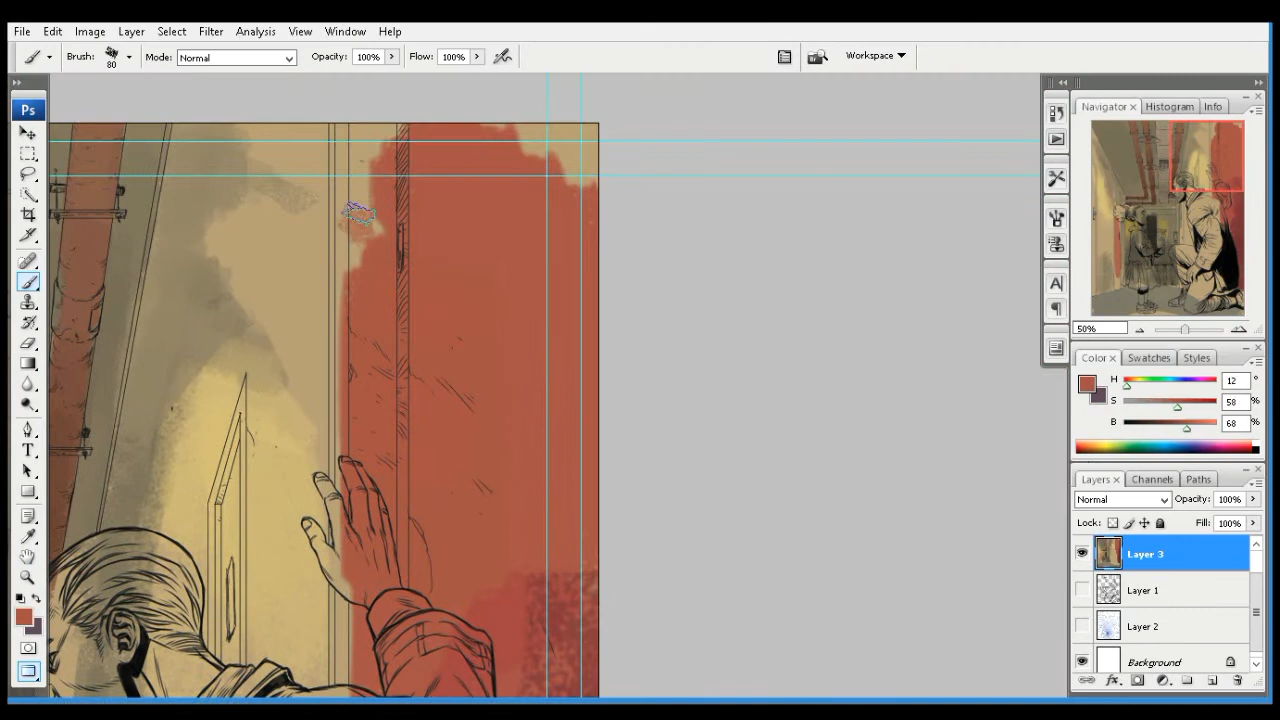 File Edit Image Layer Select Filter Analysis View Window Help
Brush: 80 Mode: Normal Opacity: 100% Flow: 100% Workspace
Ps
Navigator × Histogram Info
50%
Color × Swatches Styles
H 12 °
S 58 %
B 68 %
Layers × Channels Paths
Normal Opacity: 100%
Lock: Fill: 100%
Layer 3
Layer 1
Layer 2
Background